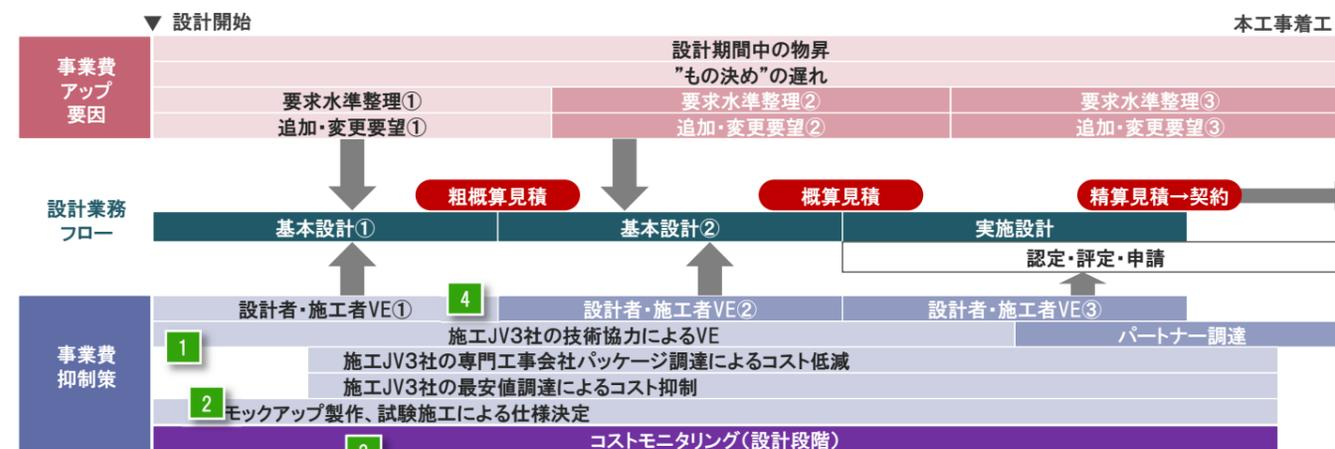 ▼ 設計開始
本工事着工
事業費
アップ
要因
設計期間中の物昇
”もの決め”の遅れ
要求水準整理① 要求水準整理② 要求水準整理③
追加・変更要望① 追加・変更要望② 追加・変更要望③
粗概算見積 概算見積 精算見積→契約
設計業務
フロー
基本設計① 基本設計② 実施設計
認定・評定・申請
事業費
抑制策
設計者・施工者VE① 4 設計者・施工者VE② 設計者・施工者VE③
1 施工JV3社の技術協力によるVE パートナー調達
施工JV3社の専門工事会社パッケージ調達によるコスト低減
施工JV3社の最安値調達によるコスト抑制
2 モックアップ製作、試験施工による仕様決定
コストモニタリング(設計段階)